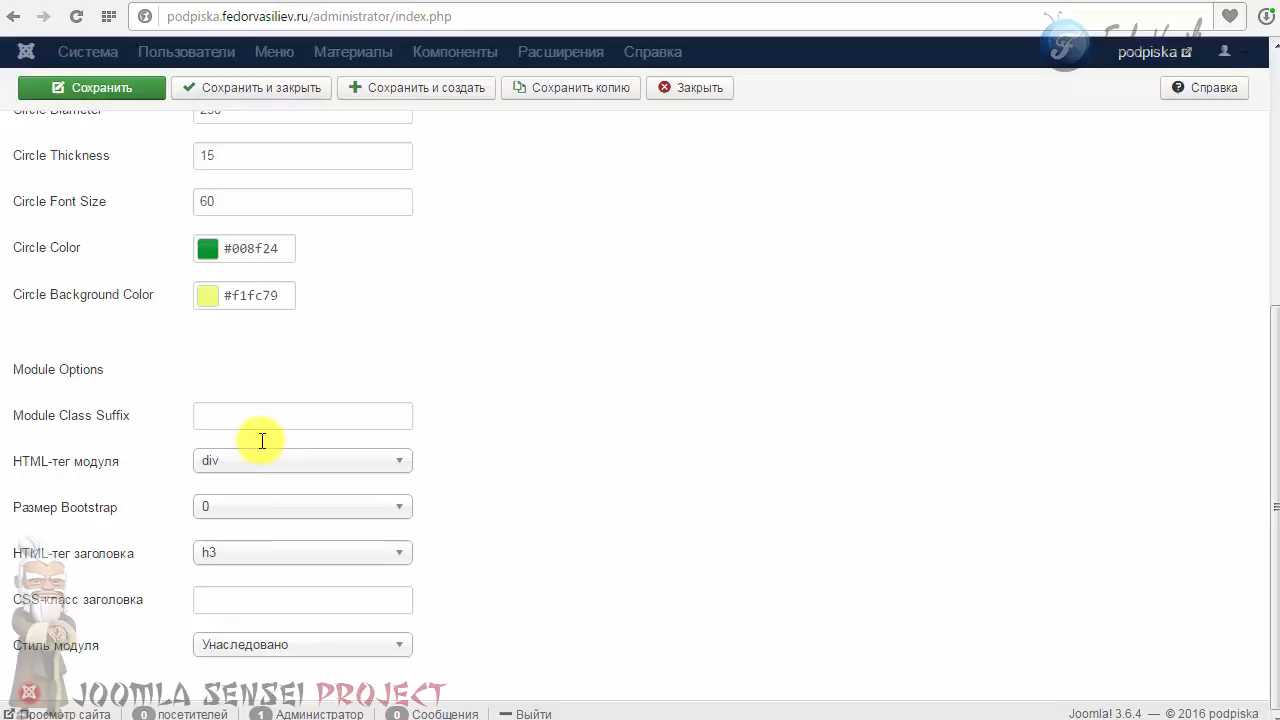 podpiska.fedorvasiliev.ru/administrator/index.php
Система Пользователи Меню Материалы Компоненты Расширения Справка podpiska
Сохранить Сохранить и закрыть Сохранить и создать Сохранить копию Закрыть Справка
Circle Diameter 250
Circle Thickness 15
Circle Font Size 60
Circle Color #008f24
Circle Background Color #f1fc79
Module Options
Module Class Suffix
HTML-тег модуля div
Размер Bootstrap 0
HTML-тег заголовка h3
CSS-класс заголовка
Стиль модуля Унаследовано
JOOMLA SENSEI PROJECT
Просмотр сайта 0 посетителей 1 Администратор 0 Сообщения Выйти Joomla! 3.6.4 — © 2016 podpiska